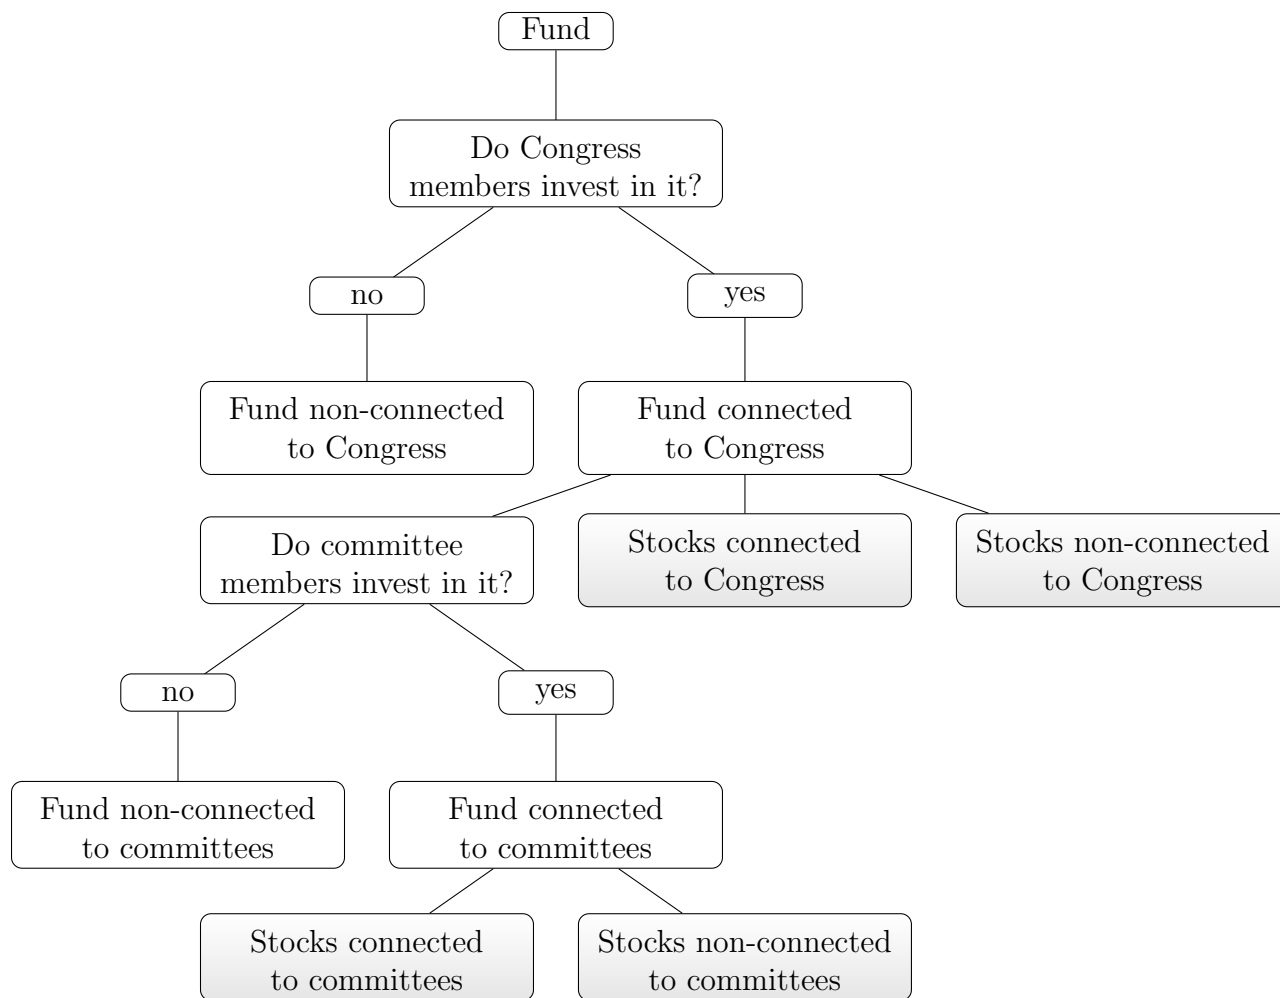 Fund
Do Congress
members invest in it?
no
yes
Fund non-connected
to Congress
Fund connected
to Congress
Do committee
members invest in it?
Stocks connected
to Congress
Stocks non-connected
to Congress
no
yes
Fund non-connected
to committees
Fund connected
to committees
Stocks connected
to committees
Stocks non-connected
to committees